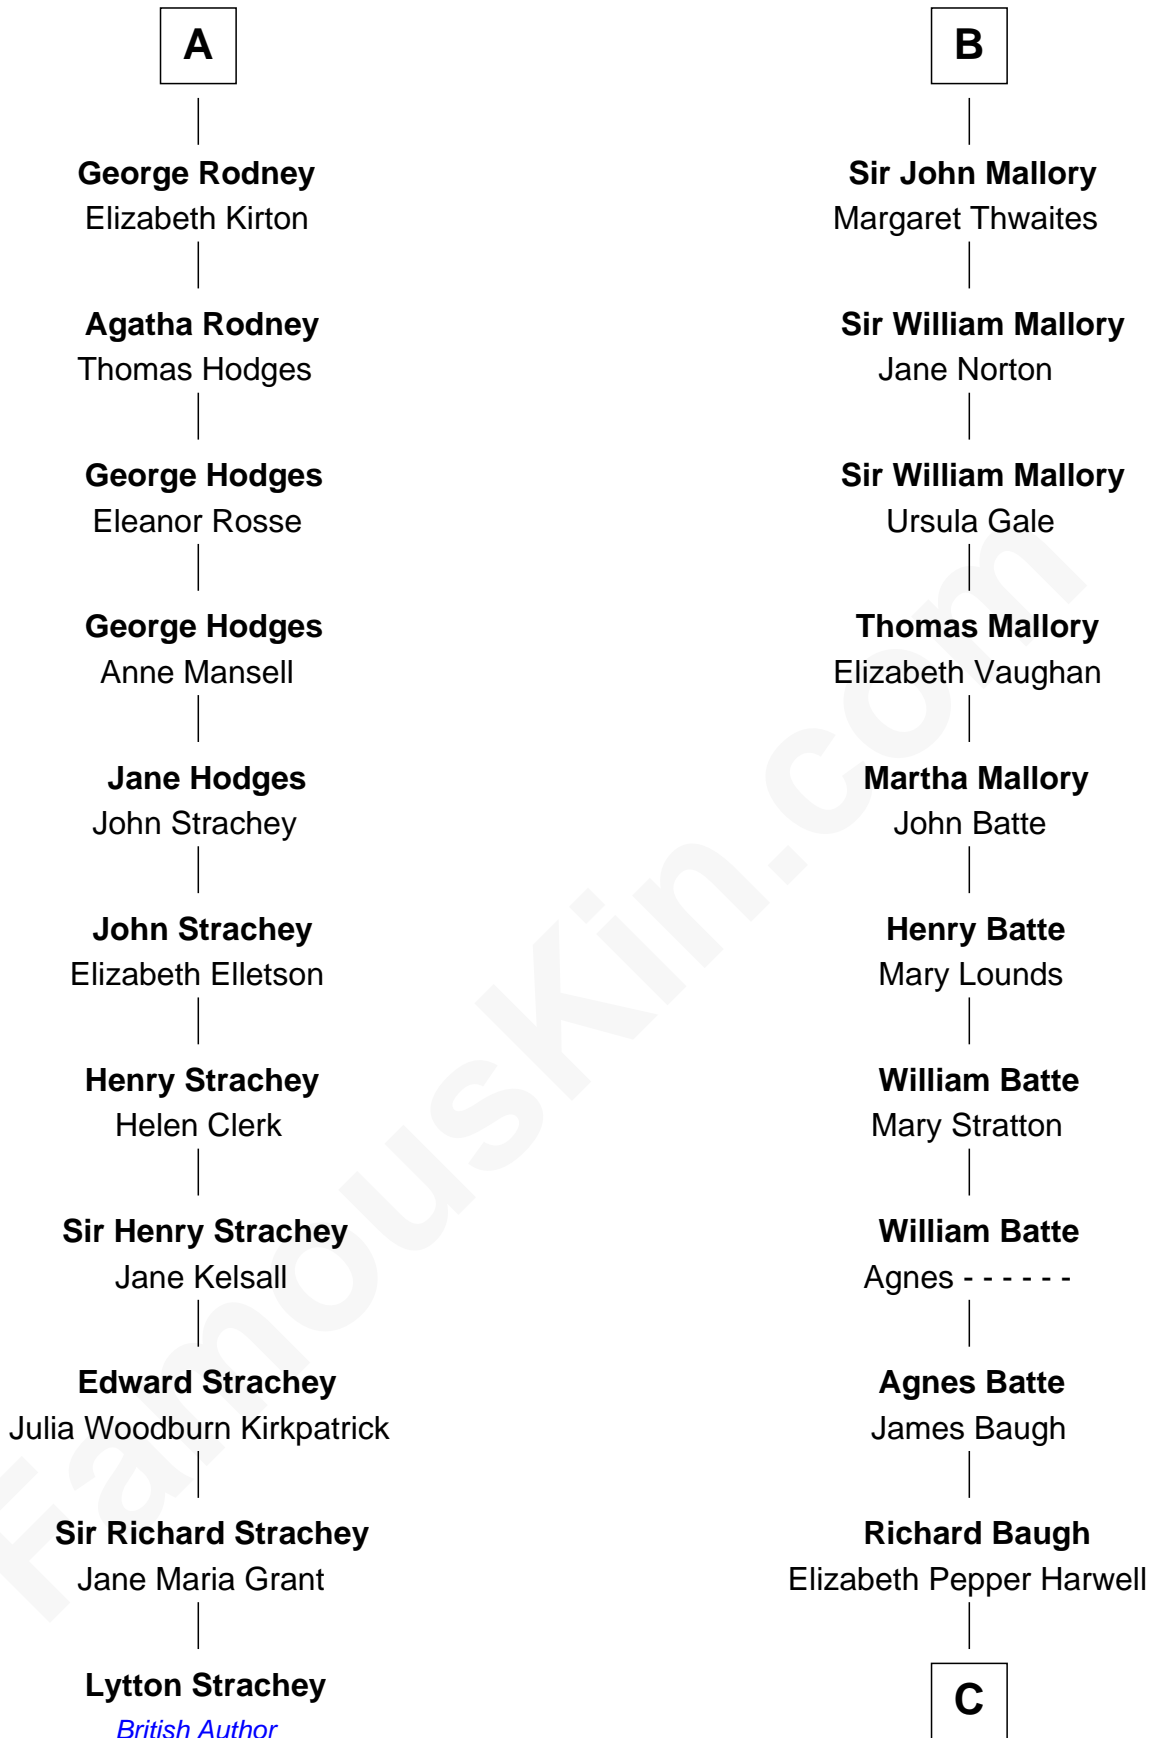 A
George Rodney
Elizabeth Kirton
Agatha Rodney
Thomas Hodges
George Hodges
Eleanor Rosse
George Hodges
Anne Mansell
Jane Hodges
John Strachey
John Strachey
Elizabeth Elletson
Henry Strachey
Helen Clerk
Sir Henry Strachey
Jane Kelsall
Edward Strachey
Julia Woodburn Kirkpatrick
Sir Richard Strachey
Jane Maria Grant
Lytton Strachey
British Author
B
Sir John Mallory
Margaret Thwaites
Sir William Mallory
Jane Norton
Sir William Mallory
Ursula Gale
Thomas Mallory
Elizabeth Vaughan
Martha Mallory
John Batte
Henry Batte
Mary Lounds
William Batte
Mary Stratton
William Batte
Agnes - - - - - -
Agnes Batte
James Baugh
Richard Baugh
Elizabeth Pepper Harwell
C
FamousKin.com